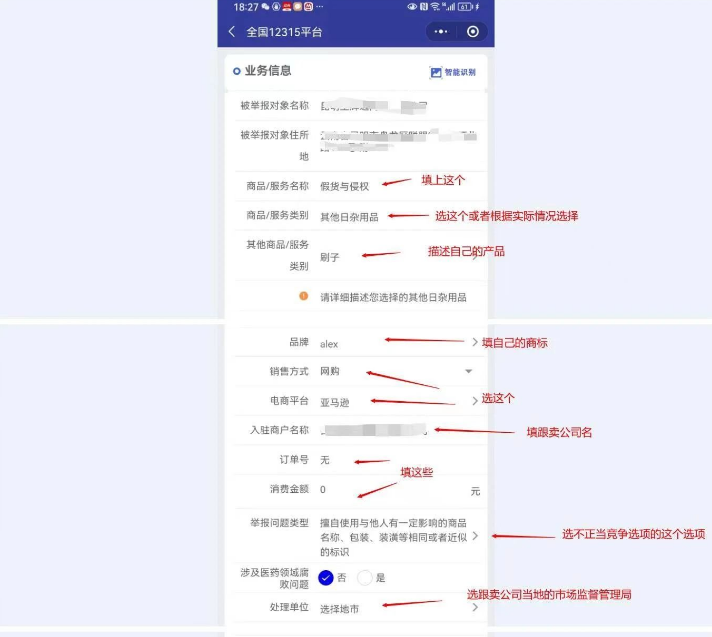 18:27
全国12315平台
业务信息
智能识别
被举报对象名称
被举报对象住所
地
商品/服务名称 假货与侵权 填上这个
商品/服务类别 其他日杂用品 选这个或者根据实际情况选择
其他商品/服务
类别
刷子 描述自己的产品
请详细描述您选择的其他日杂用品
品牌 alex 填自己的商标
销售方式 网购
电商平台 亚马逊 选这个
入驻商户名称 填跟卖公司名
订单号 无
填这些
消费金额 0 元
举报问题类型
擅自使用与他人有一定影响的商品
名称、包装、装潢等相同或者近似
的标识
选不正当竞争选项的这个选项
涉及医药领域腐
败问题
否 是
选跟卖公司当地的市场监督管理局
处理单位 选择地市